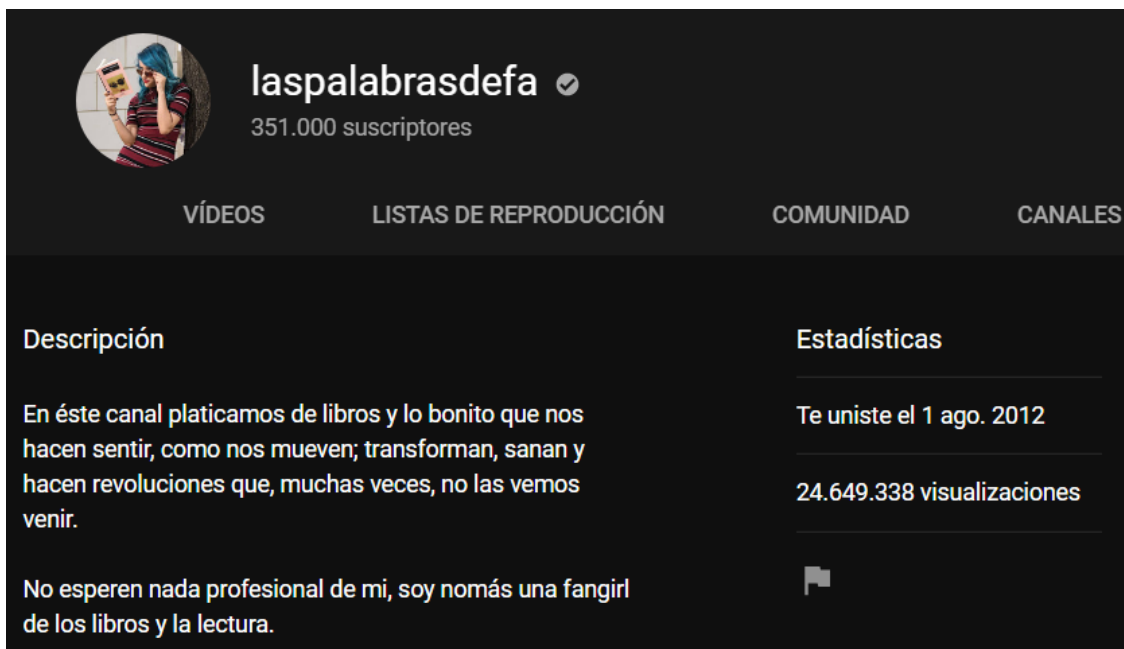 laspalabrasdefa
351.000 suscriptores
VÍDEOS
LISTAS DE REPRODUCCIÓN
COMUNIDAD
CANALES
Descripción
En éste canal platicamos de libros y lo bonito que nos
hacen sentir, como nos mueven; transforman, sanan y
hacen revoluciones que, muchas veces, no las vemos
venir.
No esperen nada profesional de mi, soy nomás una fangirl
de los libros y la lectura.
Estadísticas
Te uniste el 1 ago. 2012
24.649.338 visualizaciones